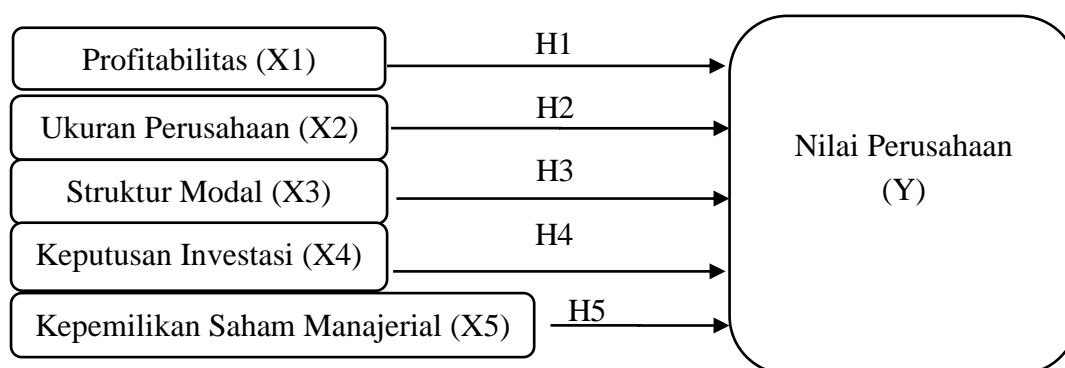 Profitabilitas (X1)
H1
Ukuran Perusahaan (X2)
H2
Struktur Modal (X3)
H3
Keputusan Investasi (X4)
H4
Kepemilikan Saham Manajerial (X5)
H5
Nilai Perusahaan
(Y)